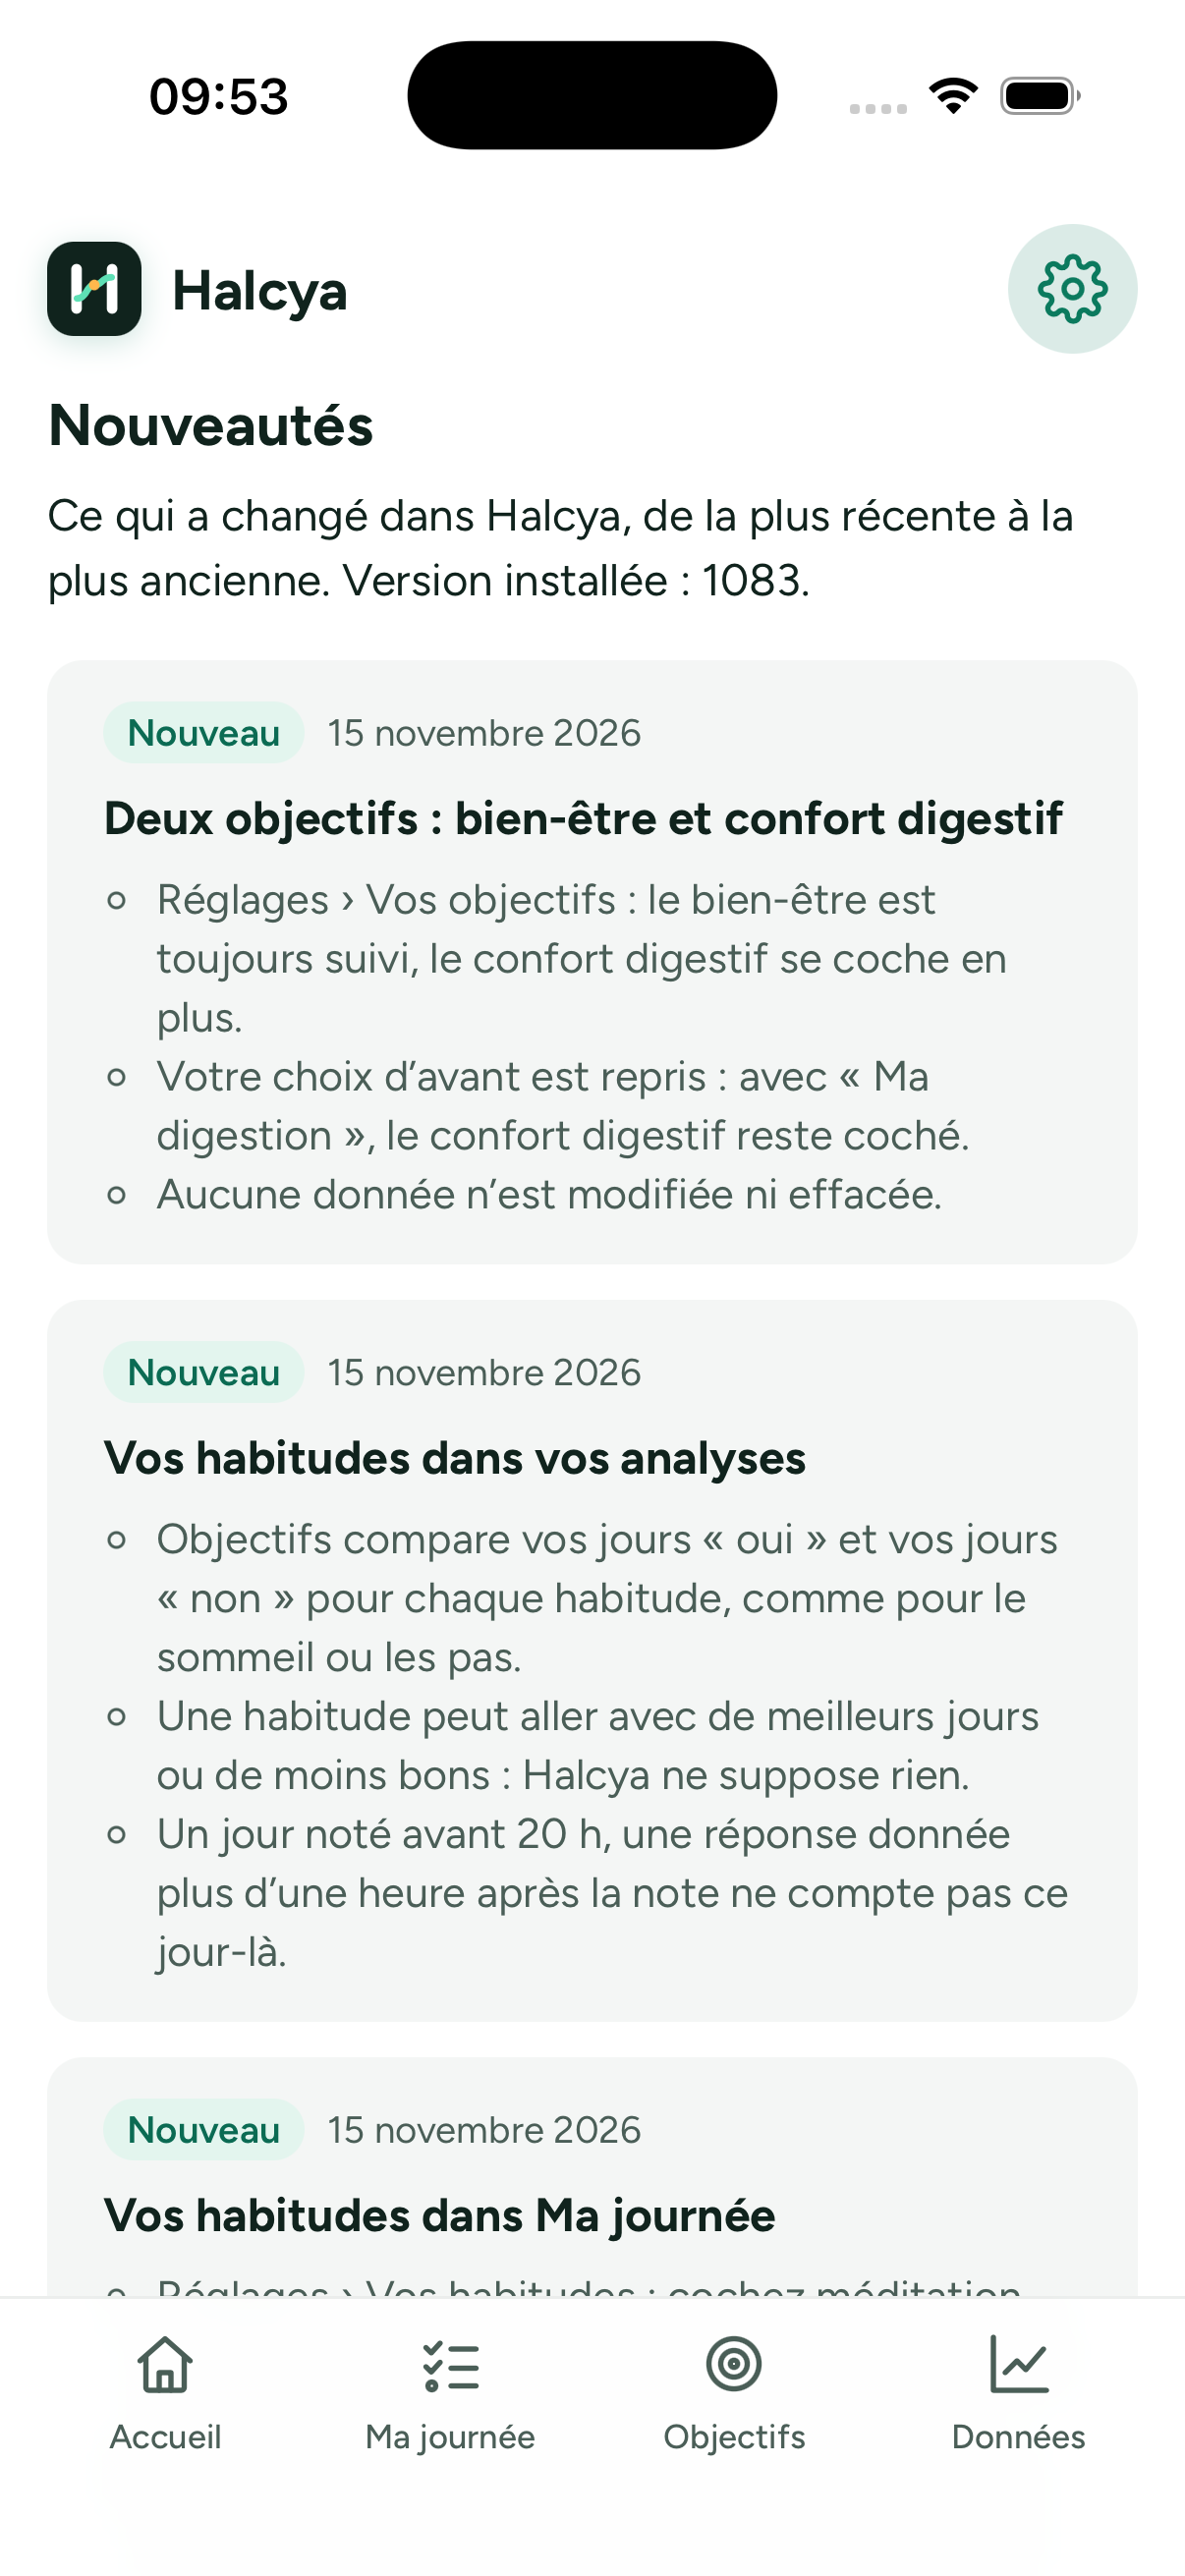 09:53
Halcya
Nouveautés
Ce qui a changé dans Halcya, de la plus récente à la
plus ancienne. Version installée : 1083.
Nouveau 15 novembre 2026
Deux objectifs : bien-être et confort digestif
Réglages › Vos objectifs : le bien-être est
toujours suivi, le confort digestif se coche en
plus.
Votre choix d’avant est repris : avec « Ma
digestion », le confort digestif reste coché.
Aucune donnée n’est modifiée ni effacée.
Nouveau 15 novembre 2026
Vos habitudes dans vos analyses
Objectifs compare vos jours « oui » et vos jours
« non » pour chaque habitude, comme pour le
sommeil ou les pas.
Une habitude peut aller avec de meilleurs jours
ou de moins bons : Halcya ne suppose rien.
Un jour noté avant 20 h, une réponse donnée
plus d’une heure après la note ne compte pas ce
jour-là.
Nouveau 15 novembre 2026
Vos habitudes dans Ma journée
Réglages › Vos habitudes : cochez méditation
Accueil Ma journée Objectifs Données